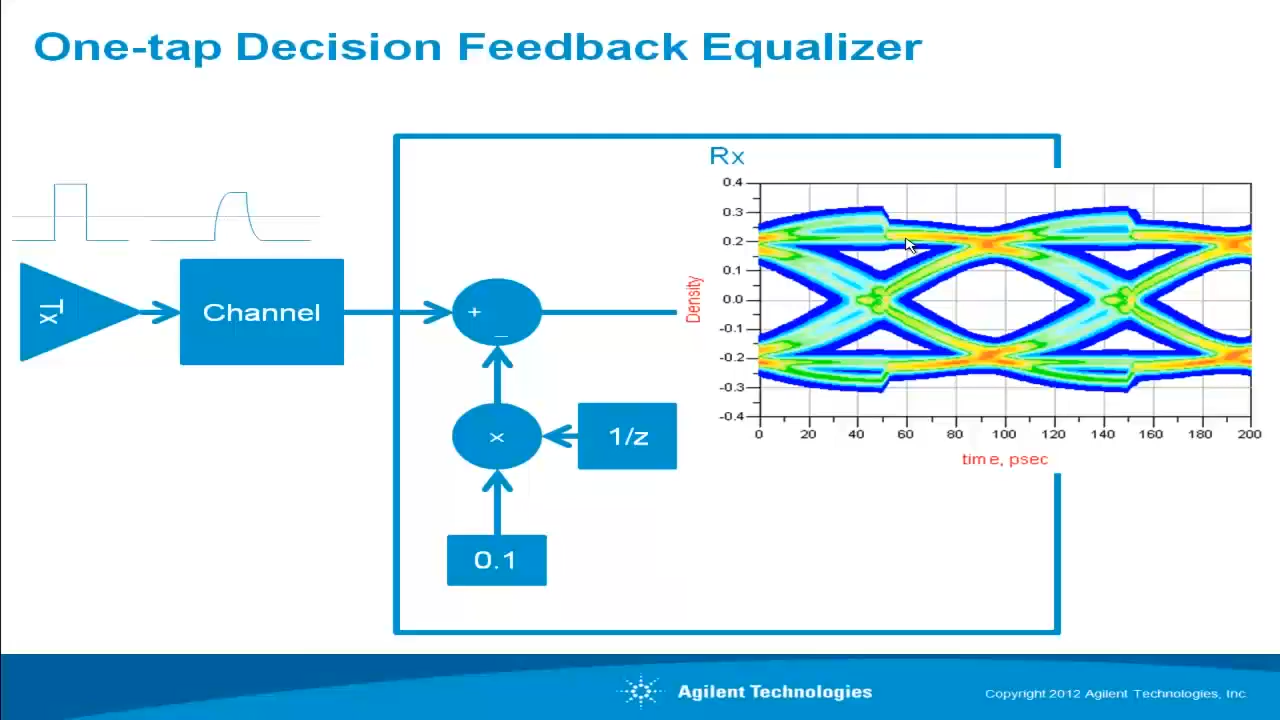 One-tap Decision Feedback Equalizer
Rx
Tx
Channel
+
_
x
1/z
0.1
Density
0.4
0.3
0.2
0.1
0.0
-0.1
-0.2
-0.3
-0.4
0 20 40 60 80 100 120 140 160 180 200
time, psec
Agilent Technologies
Copyright 2012 Agilent Technologies, Inc.